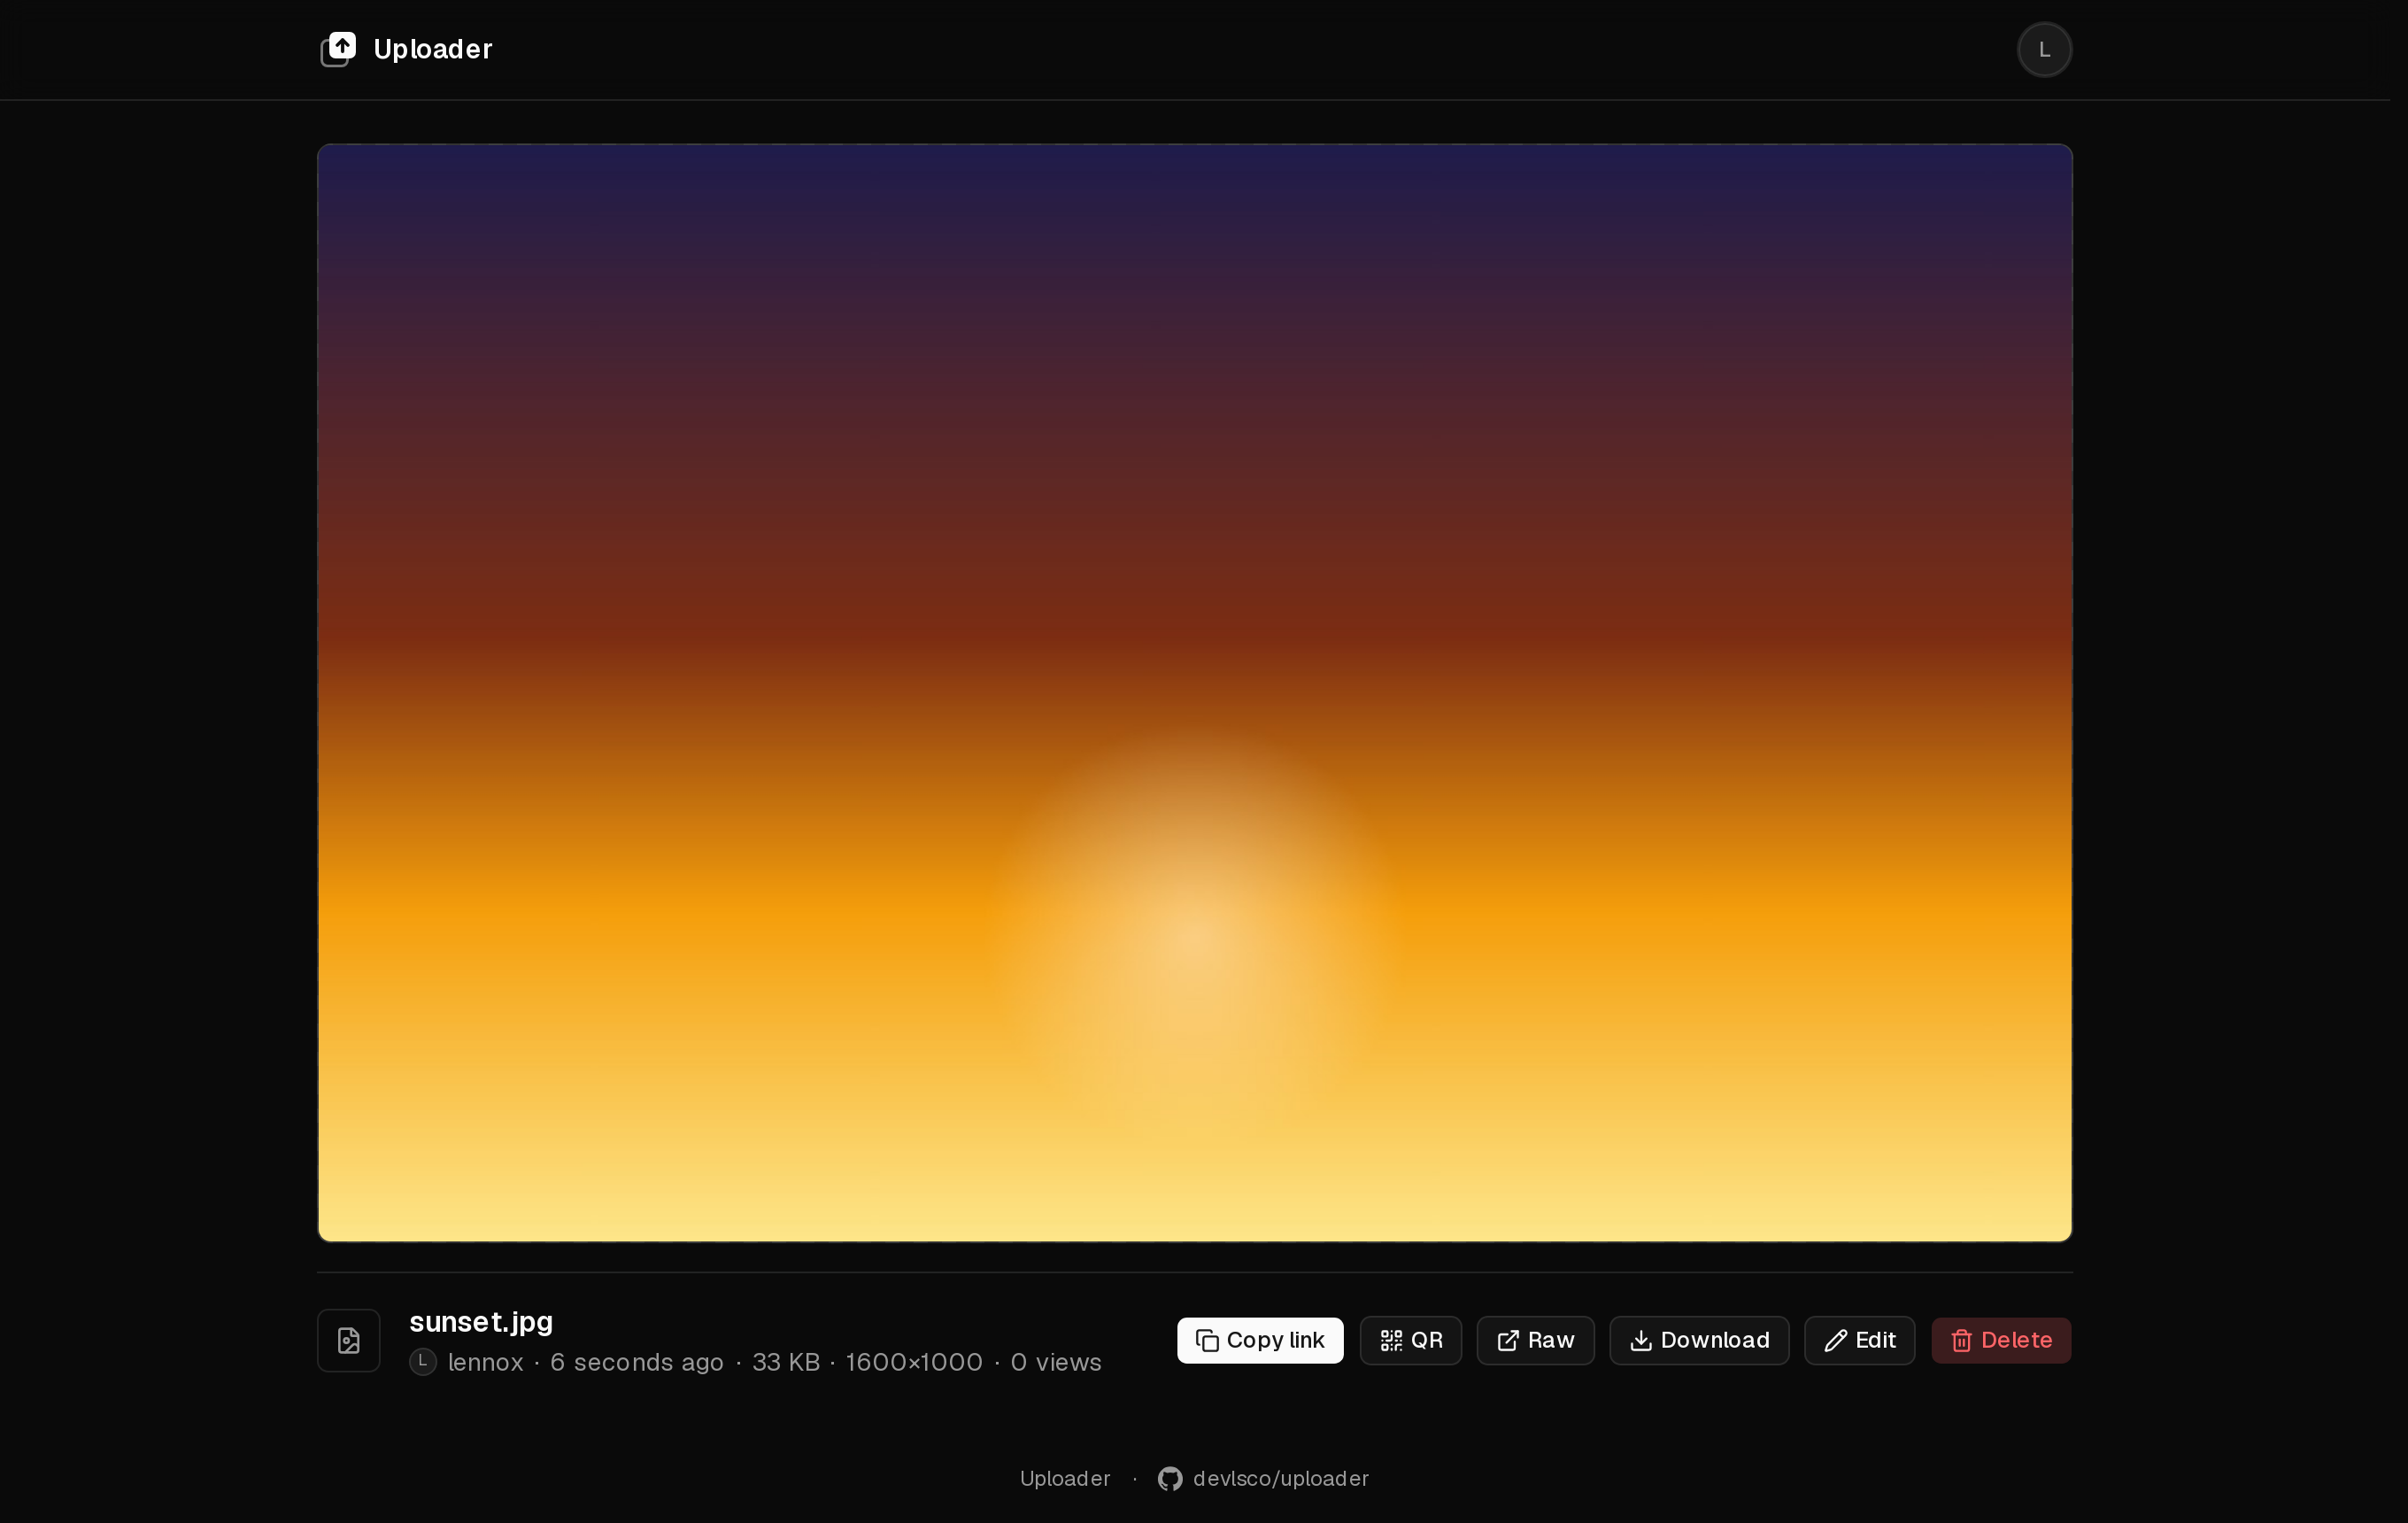 Uploader
L
sunset.jpg
L lennox · 6 seconds ago · 33 KB · 1600×1000 · 0 views
Copy link
QR
Raw
Download
Edit
Delete
Uploader · devlsco/uploader